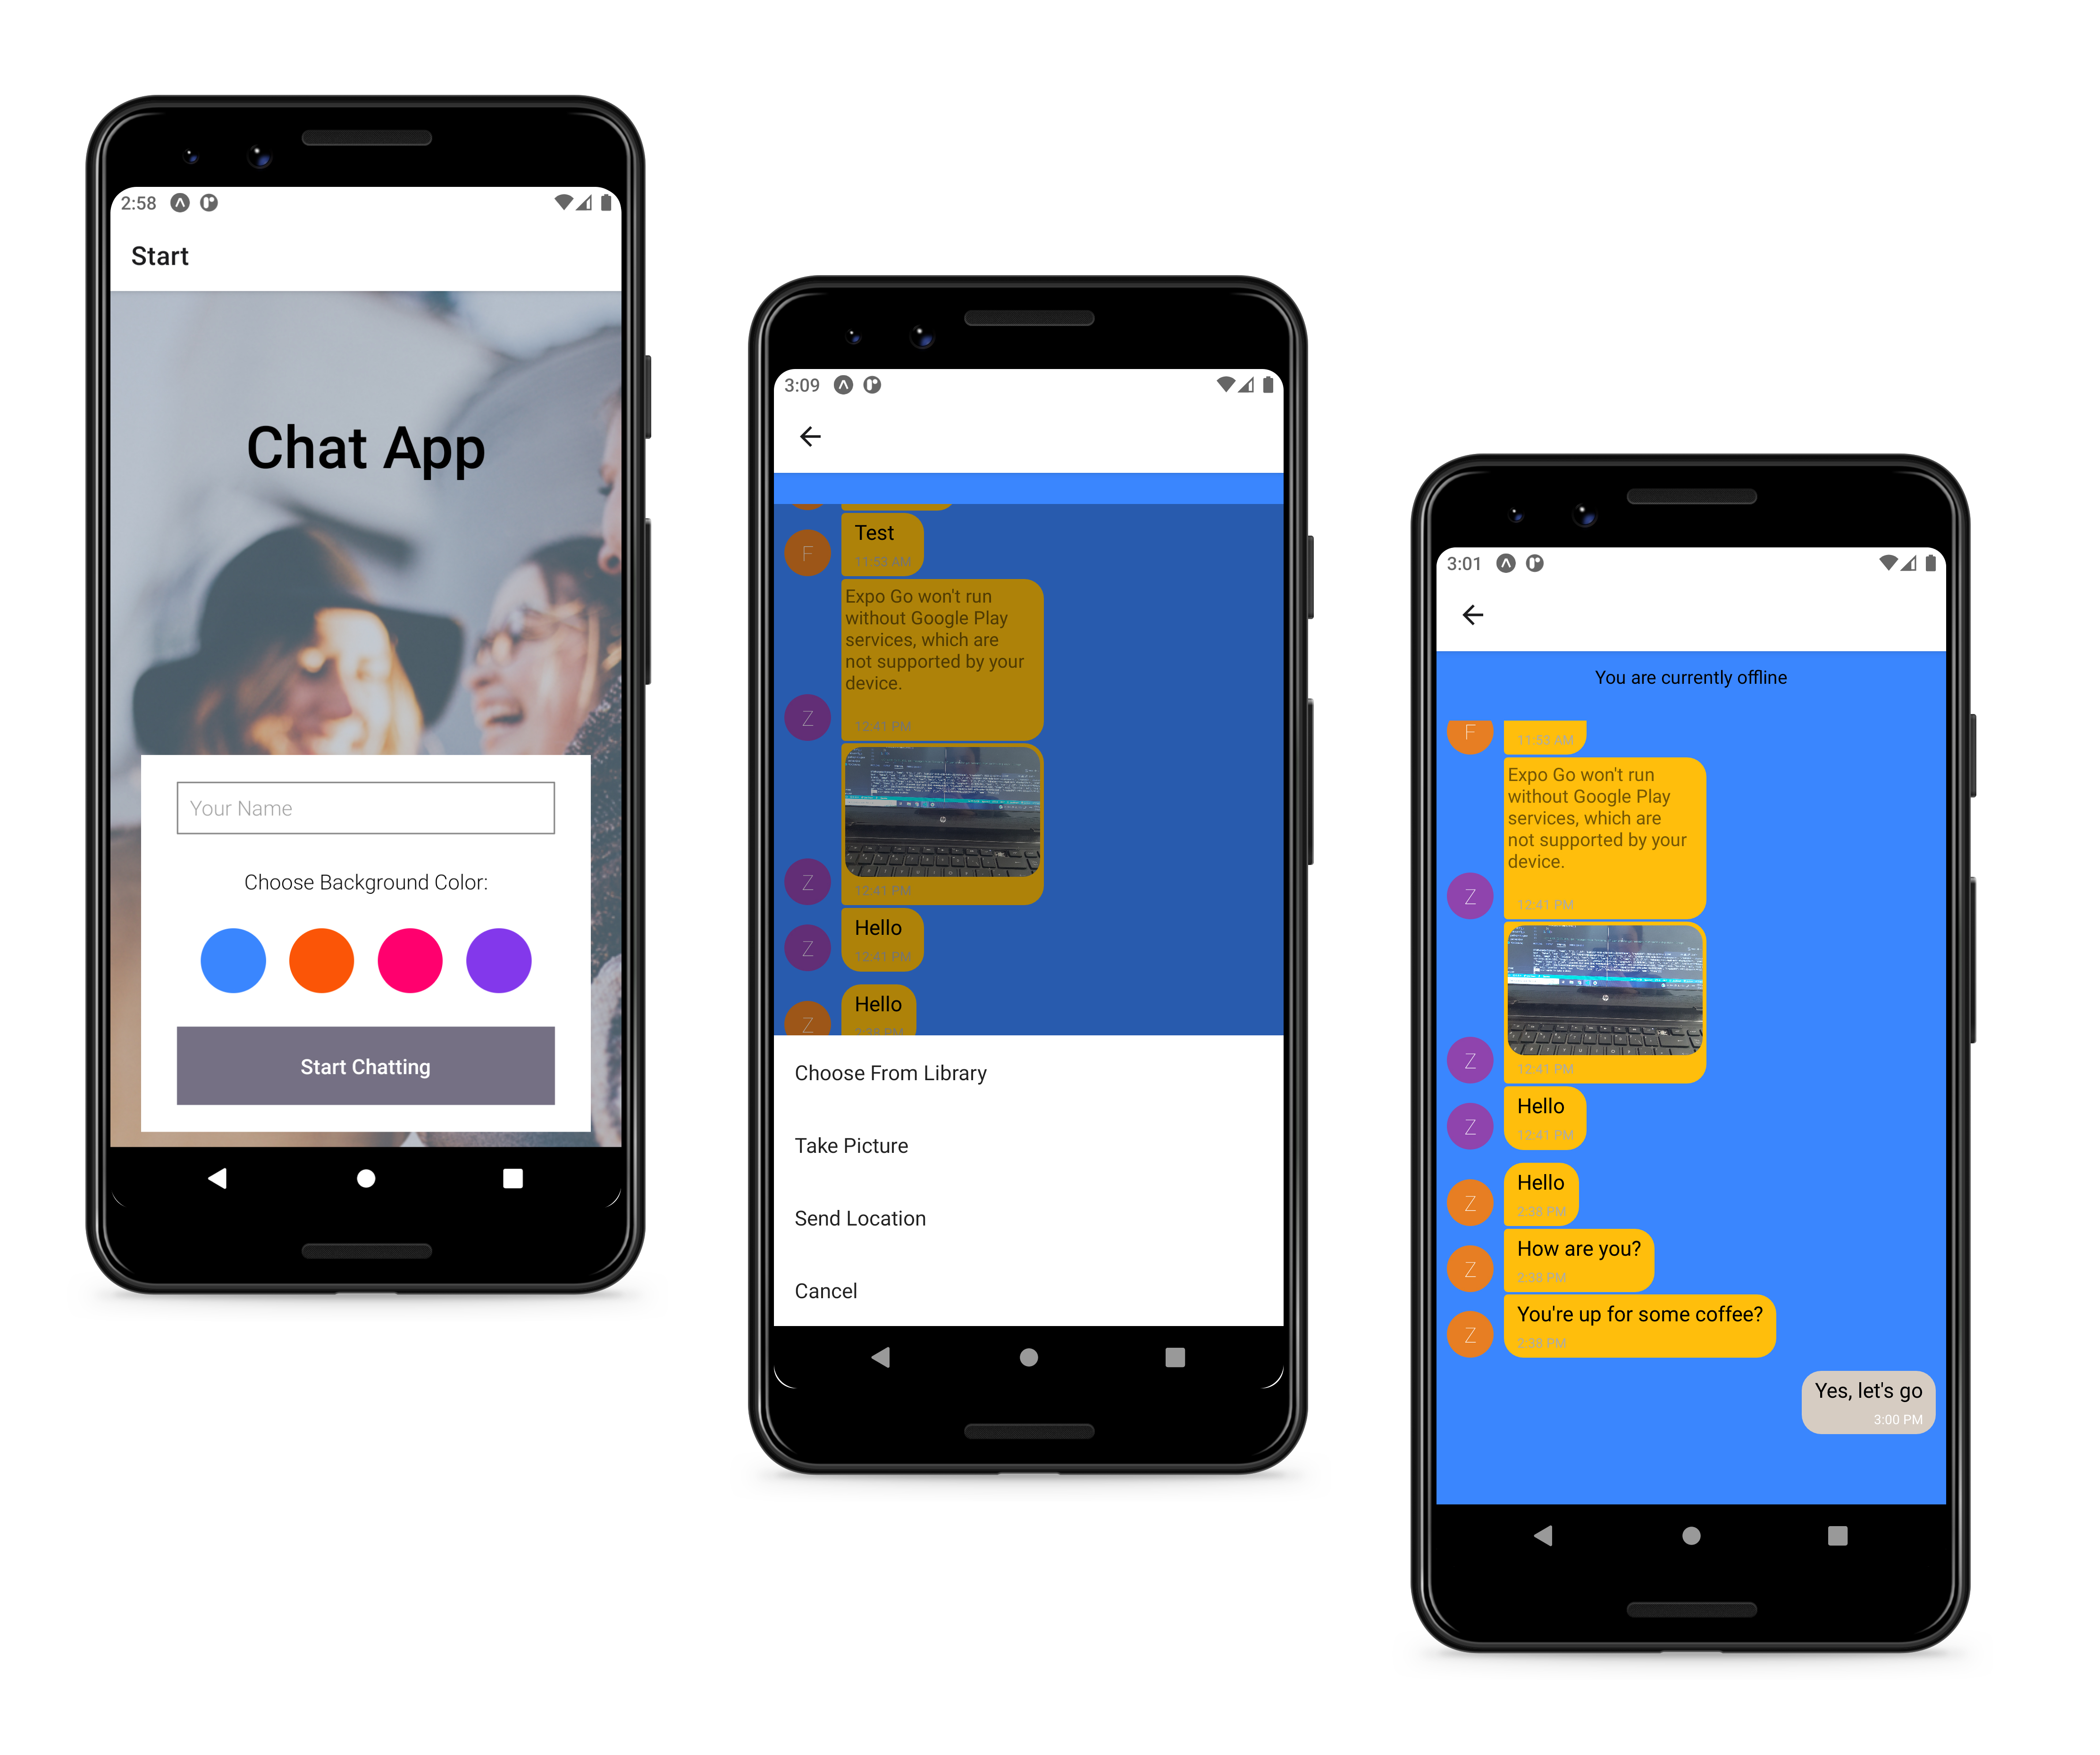 2:58
Start
Chat App
Your Name
Choose Background Color:
Start Chatting
3:09
F
Test
11:53 AM
Expo Go won't run
without Google Play
services, which are
not supported by your
device.
Z
12:41 PM
Z
12:41 PM
Hello
Z
12:41 PM
Hello
Z
2:38 PM
Choose From Library
Take Picture
Send Location
Cancel
3:01
You are currently offline
F
11:53 AM
Expo Go won't run
without Google Play
services, which are
not supported by your
device.
Z
12:41 PM
Z
12:41 PM
Hello
Z
12:41 PM
Hello
Z
2:38 PM
How are you?
Z
2:38 PM
You're up for some coffee?
Z
2:38 PM
Yes, let's go
3:00 PM